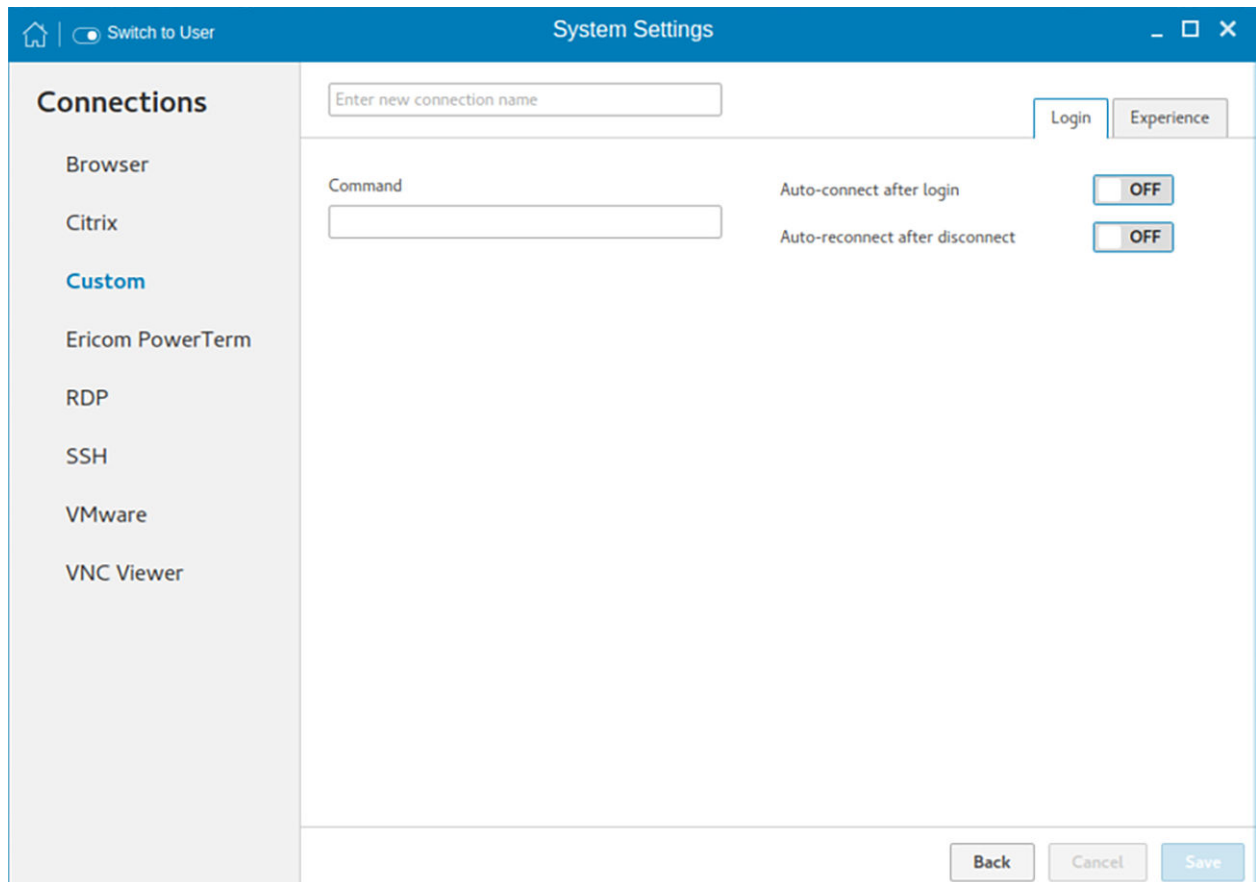 Switch to User
System Settings
Connections
Browser
Citrix
Custom
Ericom PowerTerm
RDP
SSH
VMware
VNC Viewer
Enter new connection name
Login
Experience
Command
Auto-connect after login
OFF
Auto-reconnect after disconnect
OFF
Back
Cancel
Save